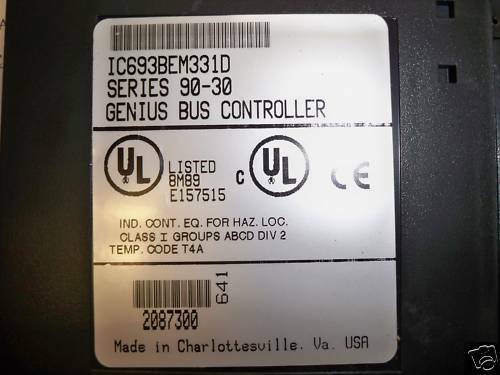 IC693BEM331D
SERIES 90-30
GENIUS BUS CONTROLLER
UL LISTED
8M89
E157515
C UL CE
IND. CONT. EQ. FOR HAZ. LOC.
CLASS I GROUPS ABCD DIV 2
TEMP. CODE T4A
641
2087300
Made in Charlottesville. Va. USA